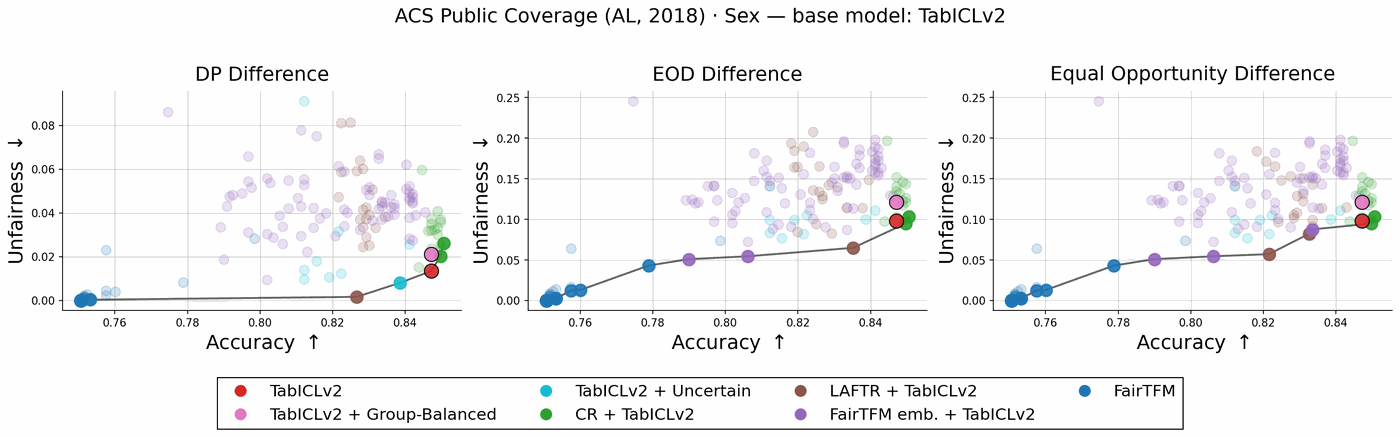 ACS Public Coverage (AL, 2018) · Sex — base model: TabICLv2
DP Difference
EOD Difference
Equal Opportunity Difference
Unfairness ↓
0.08
0.06
0.04
0.02
0.00
0.76 0.78 0.80 0.82 0.84
Accuracy ↑
Unfairness ↓
0.25
0.20
0.15
0.10
0.05
0.00
0.76 0.78 0.80 0.82 0.84
Accuracy ↑
Unfairness ↓
0.25
0.20
0.15
0.10
0.05
0.00
0.76 0.78 0.80 0.82 0.84
Accuracy ↑
TabICLv2
TabICLv2 + Group-Balanced
TabICLv2 + Uncertain
CR + TabICLv2
LAFTR + TabICLv2
FairTFM emb. + TabICLv2
FairTFM